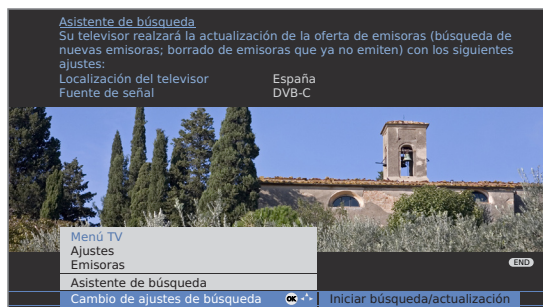 Asistente de búsqueda
Su televisor realzará la actualización de la oferta de emisoras (búsqueda de
nuevas emisoras; borrado de emisoras que ya no emiten) con los siguientes
ajustes:
Localización del televisor España
Fuente de señal DVB-C
Menú TV
Ajustes
Emisoras
END
Asistente de búsqueda
Cambio de ajustes de búsqueda OK Iniciar búsqueda/actualización